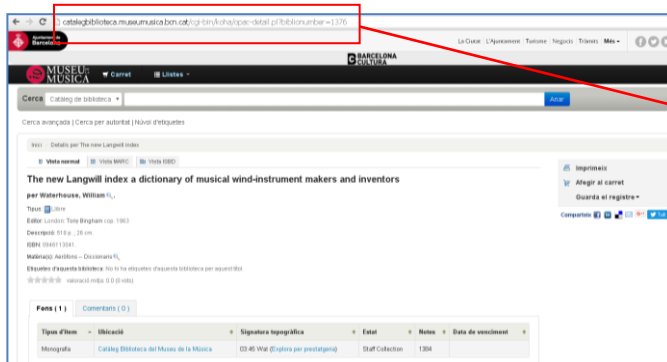 catalegbiblioteca.museumusica.bcn.cat/cgi-bin/koha/opac-detail.pl?biblionumber=1376
Ajuntament de
Barcelona
La Ciutat L'Ajuntament Turisme Negocis Tràmits Més
BARCELONA
CULTURA
MUSEU DE LA
MÚSICA
Carret
Llistes
Cerca
Catàleg de biblioteca
Anar
Cerca avançada | Cerca per autoritat | Núvol d'etiquetes
Inici Detalls per The new Langwill index
Vista normal
Vista MARC
Vista ISBD
The new Langwill index a dictionary of musical wind-instrument makers and inventors
per Waterhouse, William
Tipus: Llibre
Editor: London: Tony Bingham cop. 1993
Descripció: 518 p. ; 28 cm.
ISBN: 0946113041.
Matèria(s): Aeròfons -- Diccionaris
Etiquetes d'aquesta biblioteca: No hi ha etiquetes d'aquesta biblioteca per aquest títol.
valoració mitja: 0.0 (0 vots)
Imprimeix
Afegir al carret
Guarda el registre
Comparteix
Fons ( 1 )
Comentaris ( 0 )
Tipus d'ítem Ubicació Signatura topogràfica Estat Notes Data de venciment
Monografia Catàleg Biblioteca del Museu de la Música 03 45 Wat (Explora per prestatgeria) Staff Collection 1384